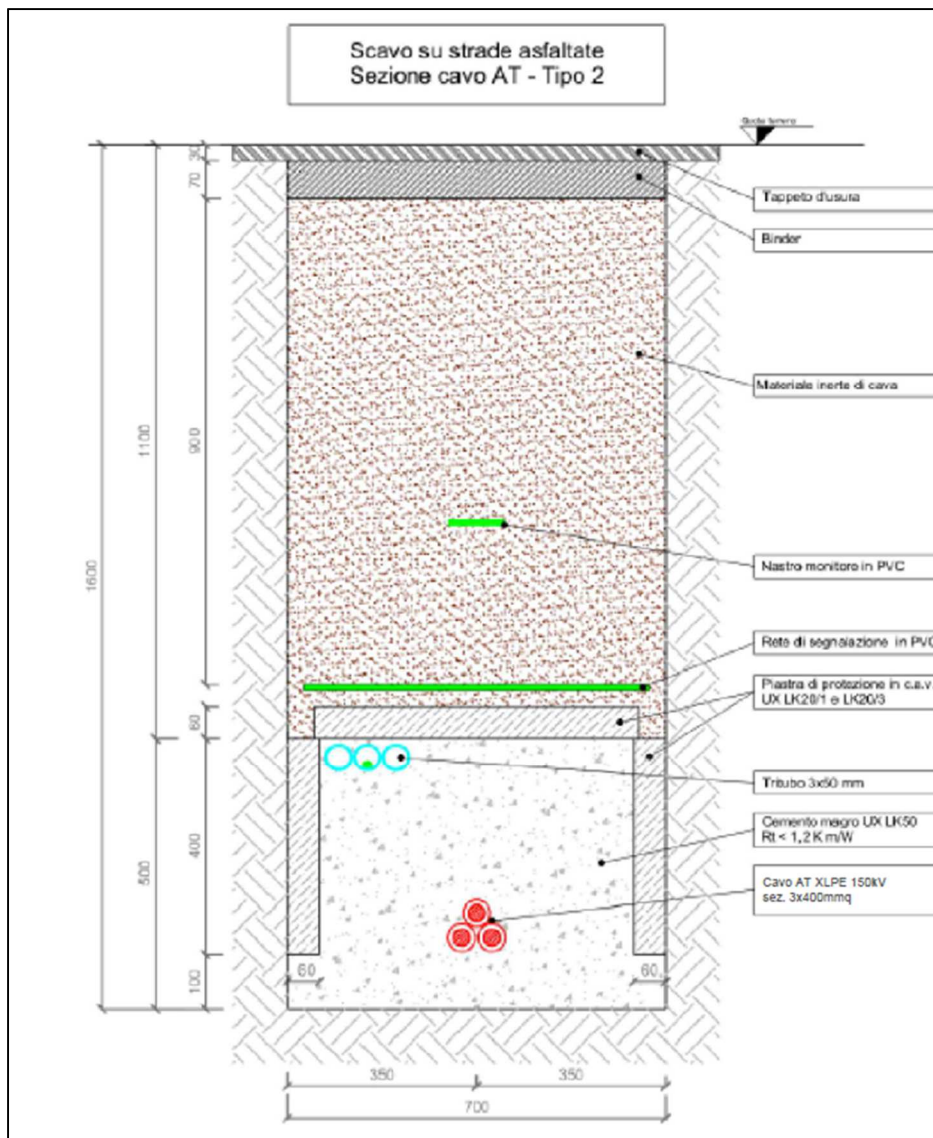 Scavo su strade asfaltate
Sezione cavo AT - Tipo 2
Quota terreno
30
70
Tappeto d'usura
Binder
Materiale inerte di cava
1100
900
1600
Nastro monitore in PVC
Rete di segnalazione in PVC
Piastra di protezione in c.a.v.
UX LK20/1 e LK20/3
60
Tritubo 3x50 mm
Cemento magro UX LK50
Rt < 1,2 K m/W
500
400
Cavo AT XLPE 150kV
sez. 3x400mmq
100
60
60
350
350
700